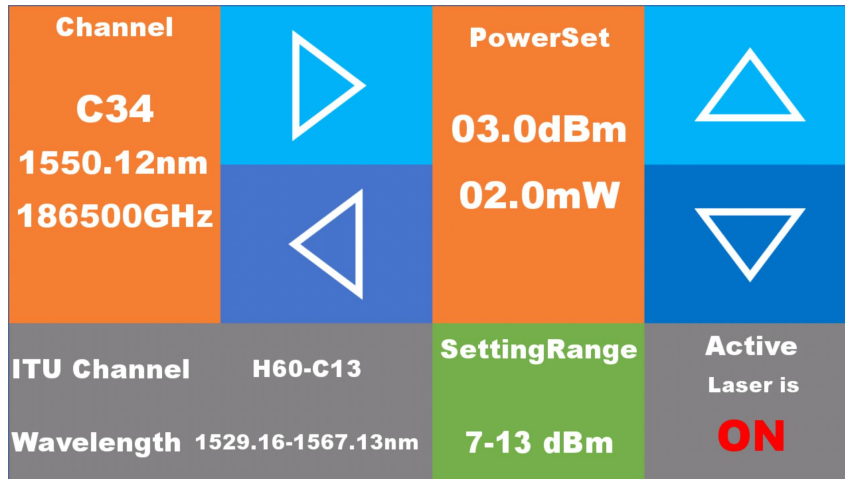 Channel
C34
1550.12nm
186500GHz
PowerSet
03.0dBm
02.0mW
ITU Channel H60-C13
Wavelength 1529.16-1567.13nm
SettingRange
7-13 dBm
Active
Laser is
ON